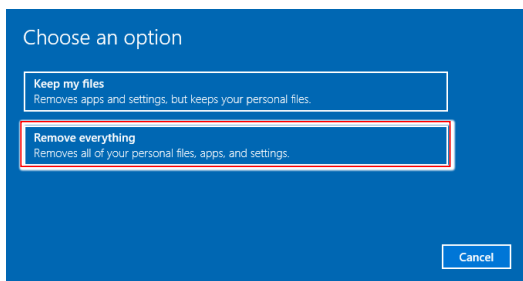 Choose an option
Keep my files
Removes apps and settings, but keeps your personal files.
Remove everything
Removes all of your personal files, apps, and settings.
Cancel